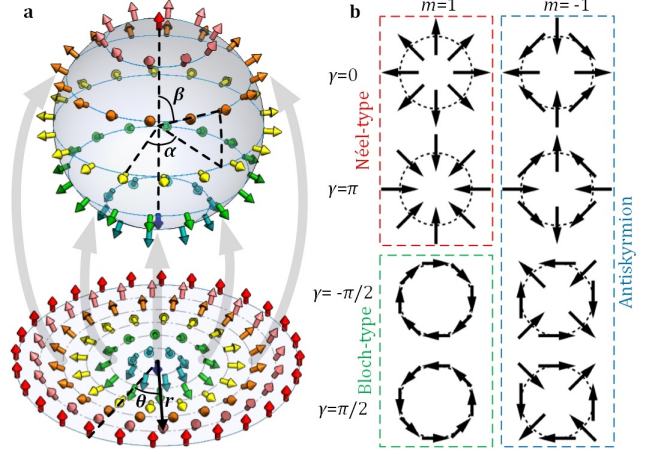 a
β
α
θ
r
b
m=1
m= -1
γ=0
γ=π
γ= -π/2
γ=π/2
Néel-type
Bloch-type
Antiskyrmion